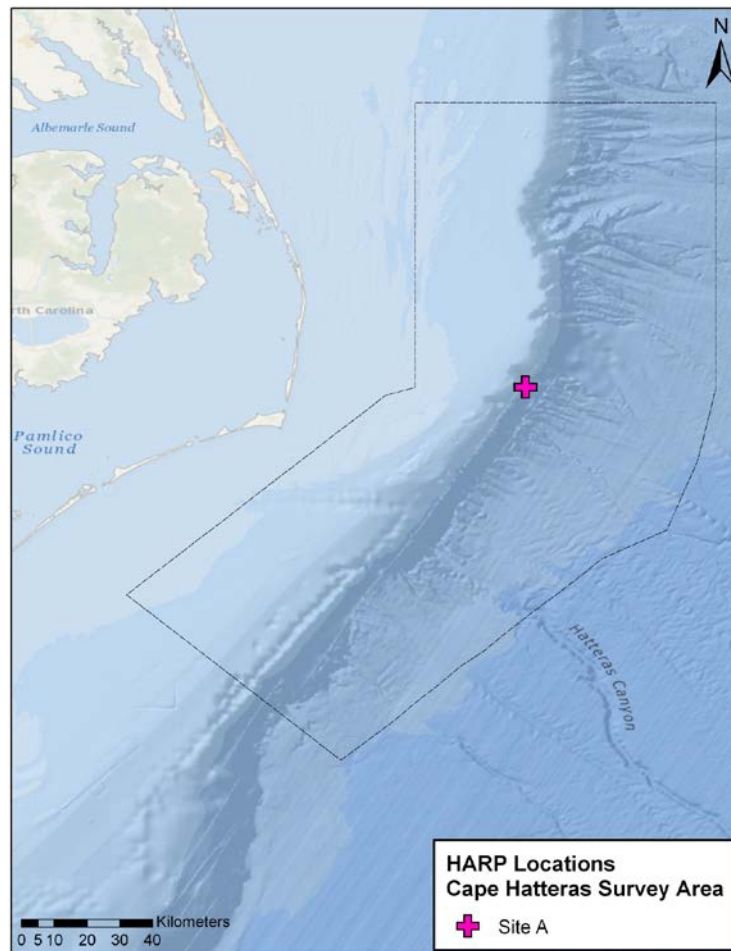 N
Albemarle Sound
rth Carolina
Pamlico
Sound
Hatteras Canyon
HARP Locations
Cape Hatteras Survey Area
Site A
Kilometers
0 5 10 20 30 40